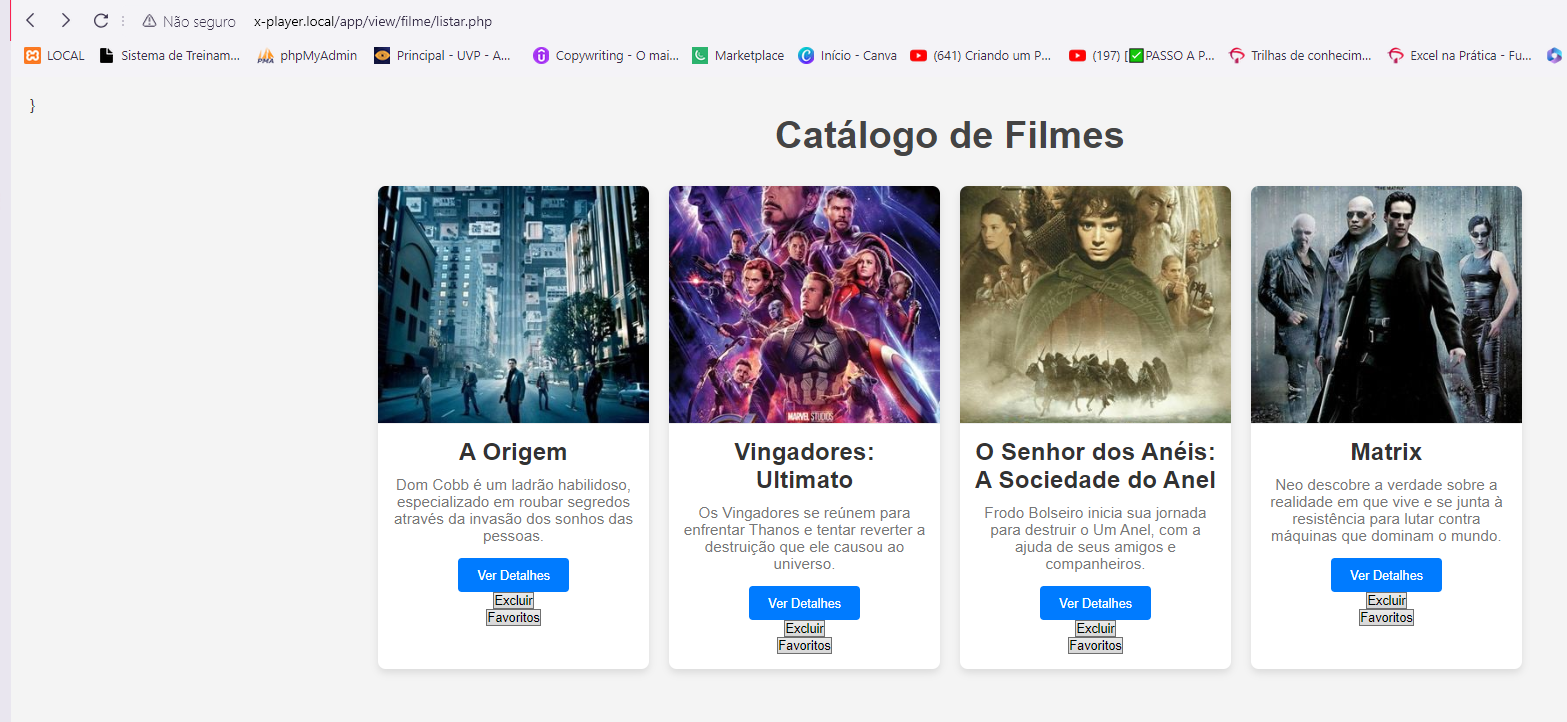 Não seguro x-player.local/app/view/filme/listar.php
LOCAL Sistema de Treinam... phpMyAdmin Principal - UVP - A... Copywriting - O mai... Marketplace Início - Canva (641) Criando um P... (197) [✅PASSO A P... Trilhas de conhecim... Excel na Prática - Fu...
}
Catálogo de Filmes
MARVEL STUDIOS
THE MATRIX
A Origem
Dom Cobb é um ladrão habilidoso,
especializado em roubar segredos
através da invasão dos sonhos das
pessoas.
Ver Detalhes
Excluir
Favoritos
Vingadores:
Ultimato
Os Vingadores se reúnem para
enfrentar Thanos e tentar reverter a
destruição que ele causou ao
universo.
Ver Detalhes
Excluir
Favoritos
O Senhor dos Anéis:
A Sociedade do Anel
Frodo Bolseiro inicia sua jornada
para destruir o Um Anel, com a
ajuda de seus amigos e
companheiros.
Ver Detalhes
Excluir
Favoritos
Matrix
Neo descobre a verdade sobre a
realidade em que vive e se junta à
resistência para lutar contra
máquinas que dominam o mundo.
Ver Detalhes
Excluir
Favoritos